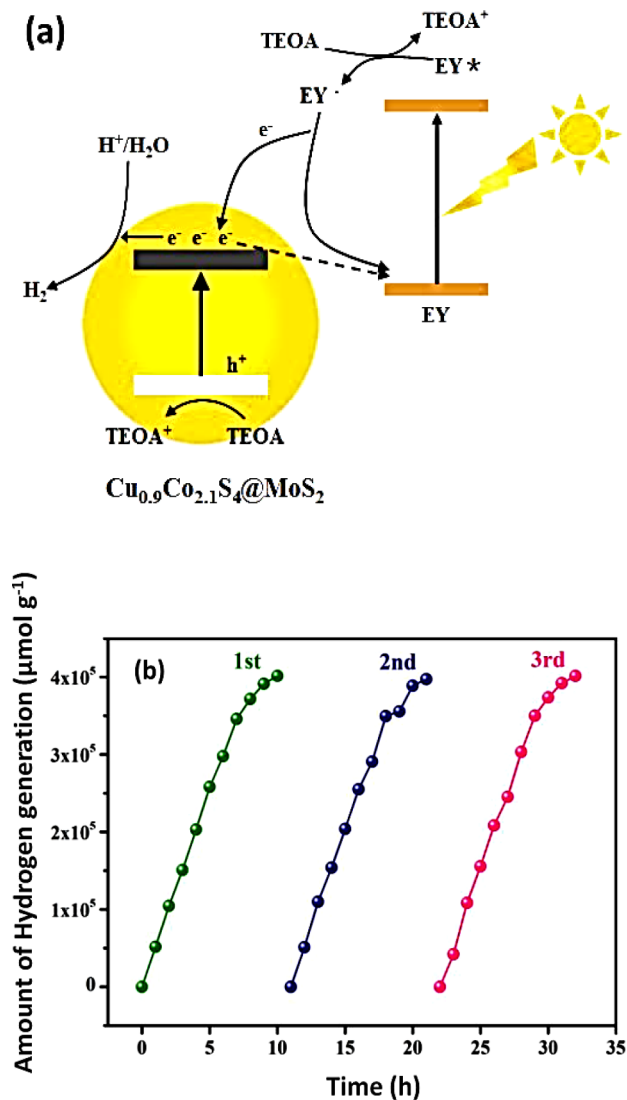 (a)
TEOA
TEOA⁺
EY*
EY⁻
e⁻
H⁺/H₂O
e⁻ e⁻ e⁻
H₂
EY
h⁺
TEOA⁺ TEOA
Cu₀.₉Co₂.₁S₄@MoS₂
(b)
1st 2nd 3rd
Amount of Hydrogen generation (µmol g⁻¹)
4x10⁵
3x10⁵
2x10⁵
1x10⁵
0
0 5 10 15 20 25 30 35
Time (h)